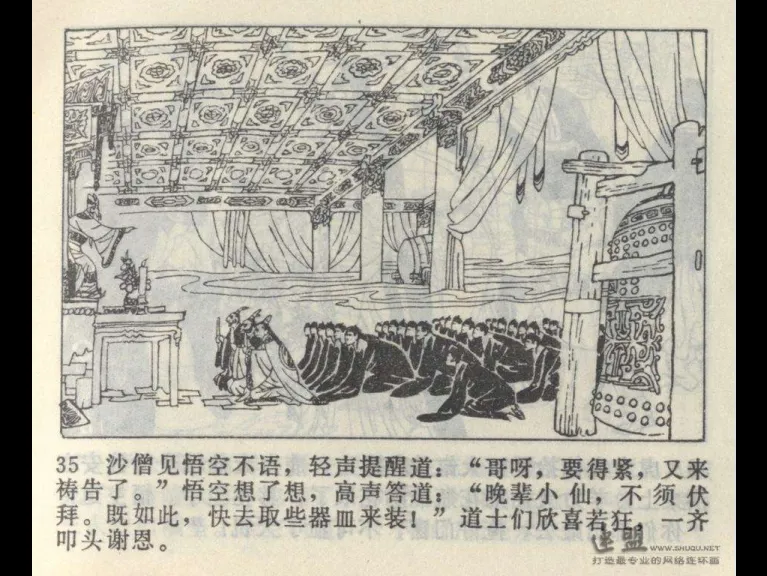 35 沙僧见悟空不语，轻声提醒道：“哥呀，要得紧，又来
祷告了。”悟空想了想，高声答道：“晚辈小仙，不须伏
拜。既如此，快去取些器皿来装！”道士们欣喜若狂，一齐
叩头谢恩。
连盟 WWW.SHUQU.NET
打造最专业的网络连环画